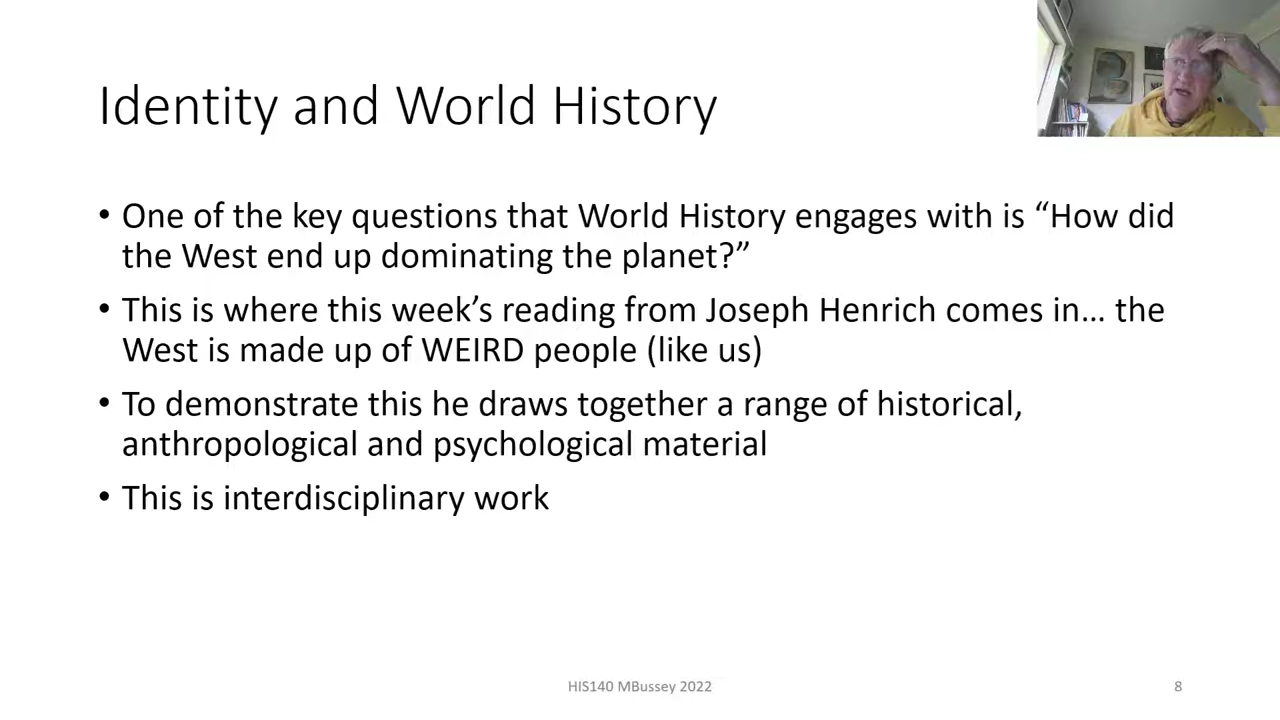 Identity and World History
• One of the key questions that World History engages with is “How did
the West end up dominating the planet?”
• This is where this week’s reading from Joseph Henrich comes in... the
West is made up of WEIRD people (like us)
• To demonstrate this he draws together a range of historical,
anthropological and psychological material
• This is interdisciplinary work
HIS140 MBussey 2022
8